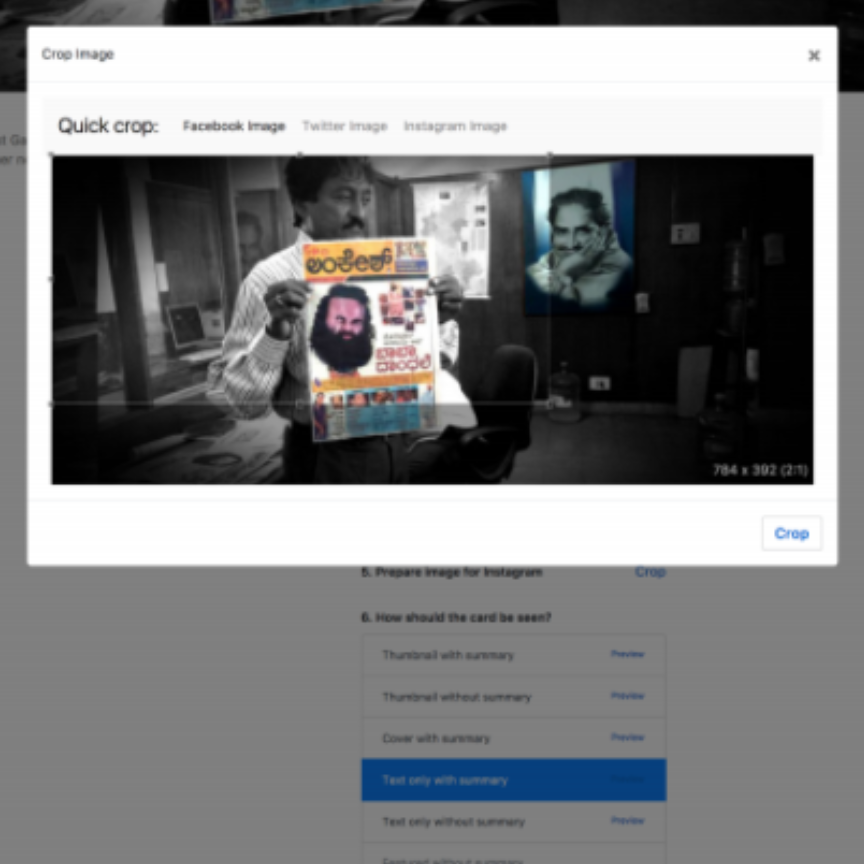 Crop Image
×
Quick crop: Facebook Image Twitter Image Instagram Image
ಲಂಕೇಶ್
ಬಾಬಾ
ದಾಂಧಲೆ
784 x 392 (2:1)
Crop
5. Prepare image for Instagram Crop
6. How should the card be seen?
Thumbnail with summary Preview
Thumbnail without summary Preview
Cover with summary Preview
Text only with summary
Text only without summary Preview
Featured without summary